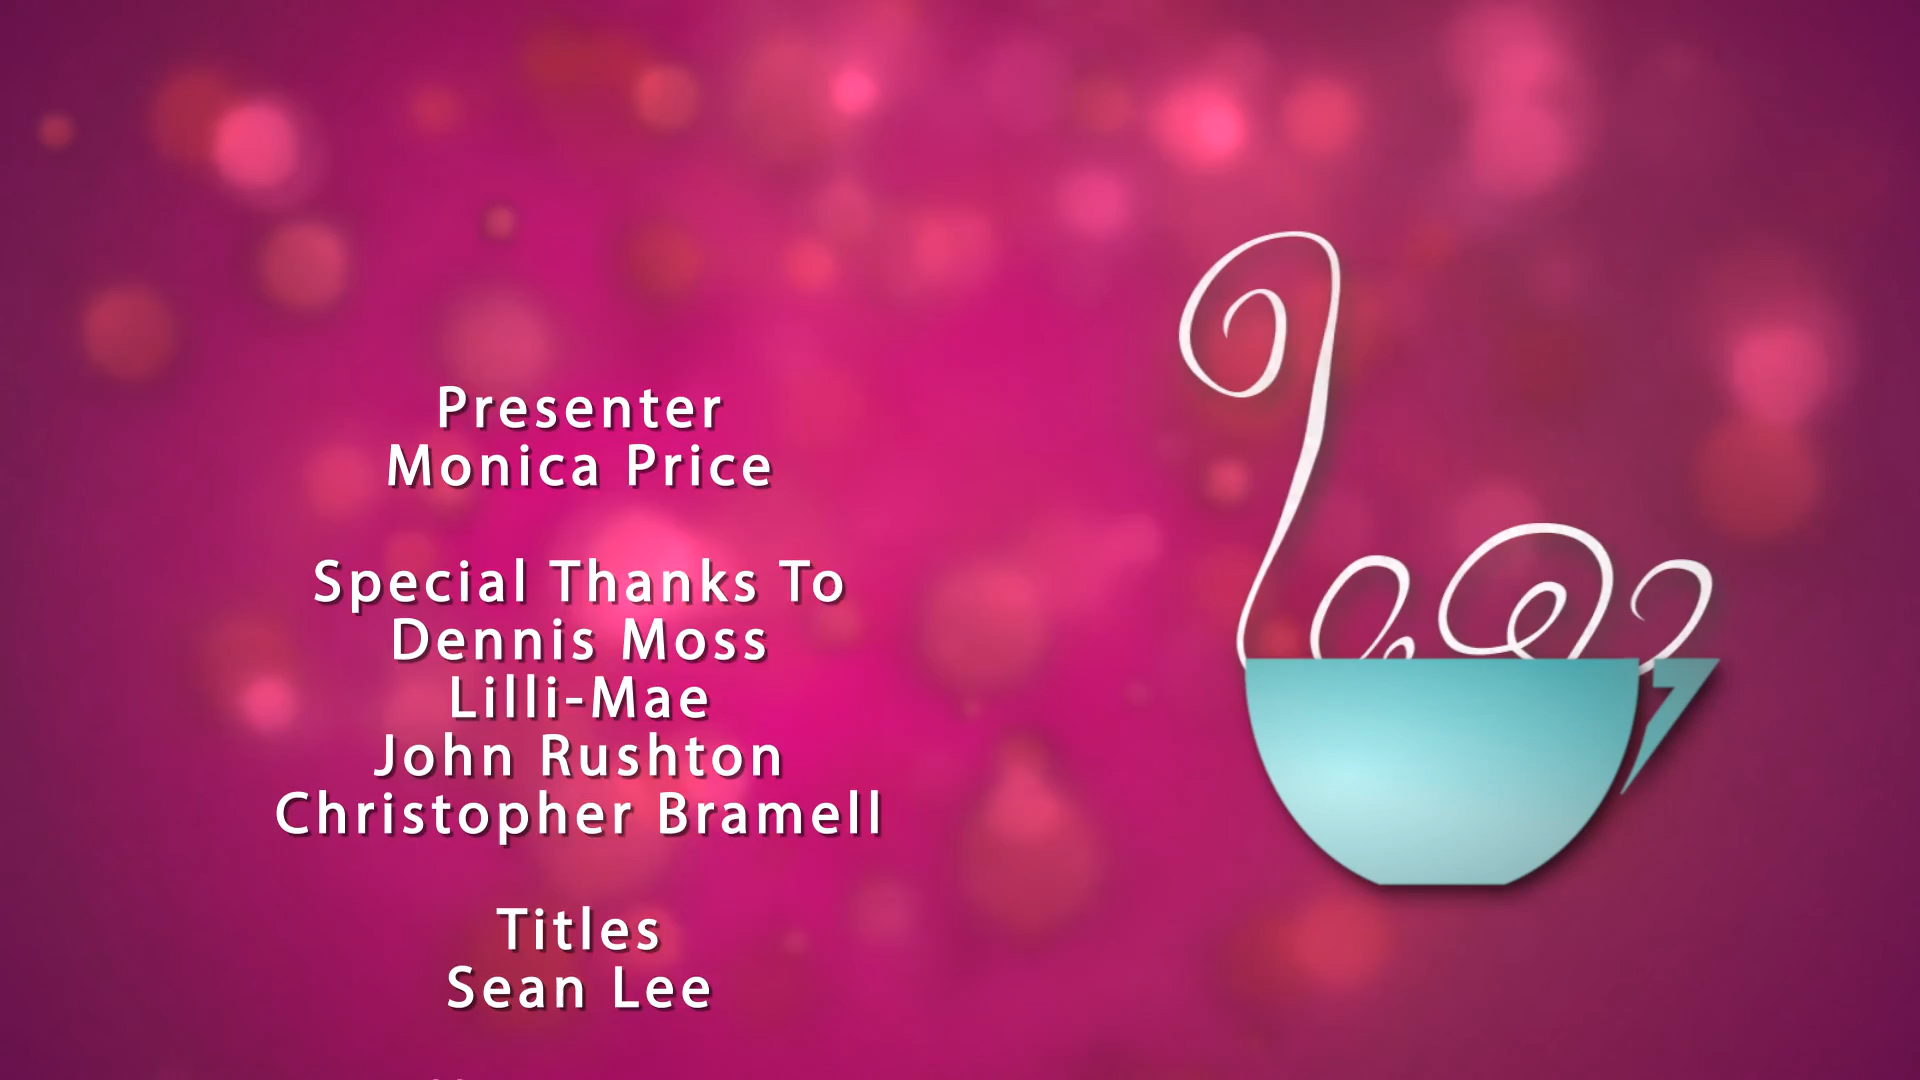 Presenter
Monica Price
Special Thanks To
Dennis Moss
Lilli-Mae
John Rushton
Christopher Bramell
Titles
Sean Lee